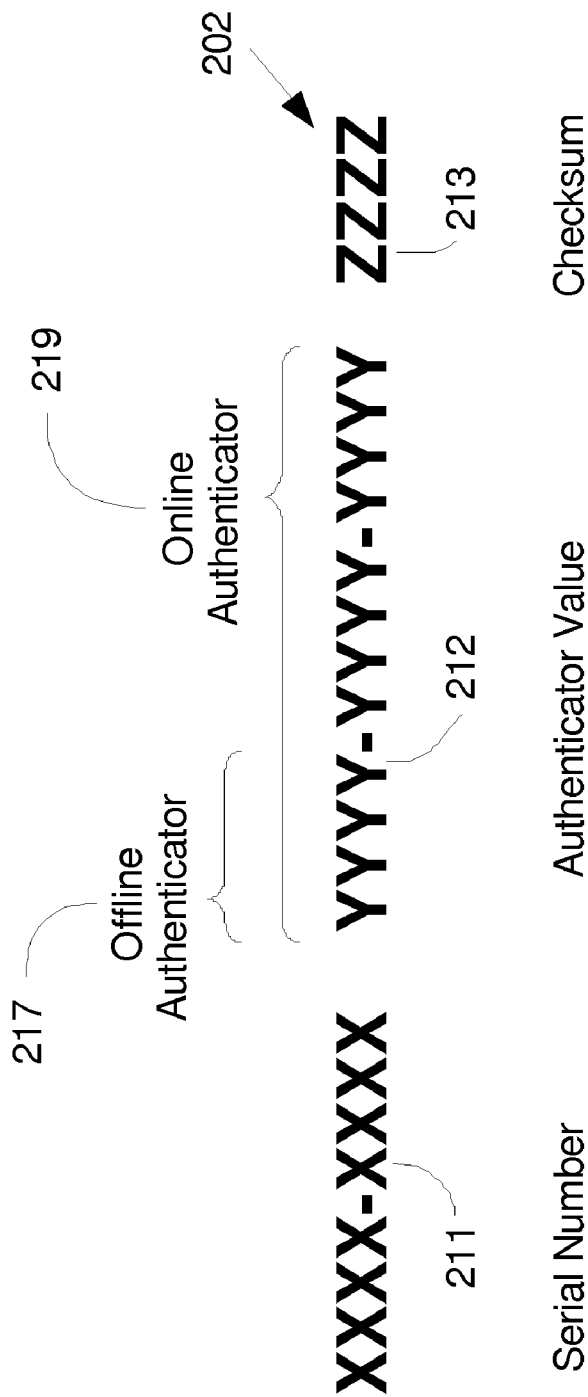 217
219
202
Offline
Authenticator
Online
Authenticator
XXXX-XXXX YYYY-YYYY-YYYY ZZZZ
211
212
213
Serial Number
Authenticator Value
Checksum